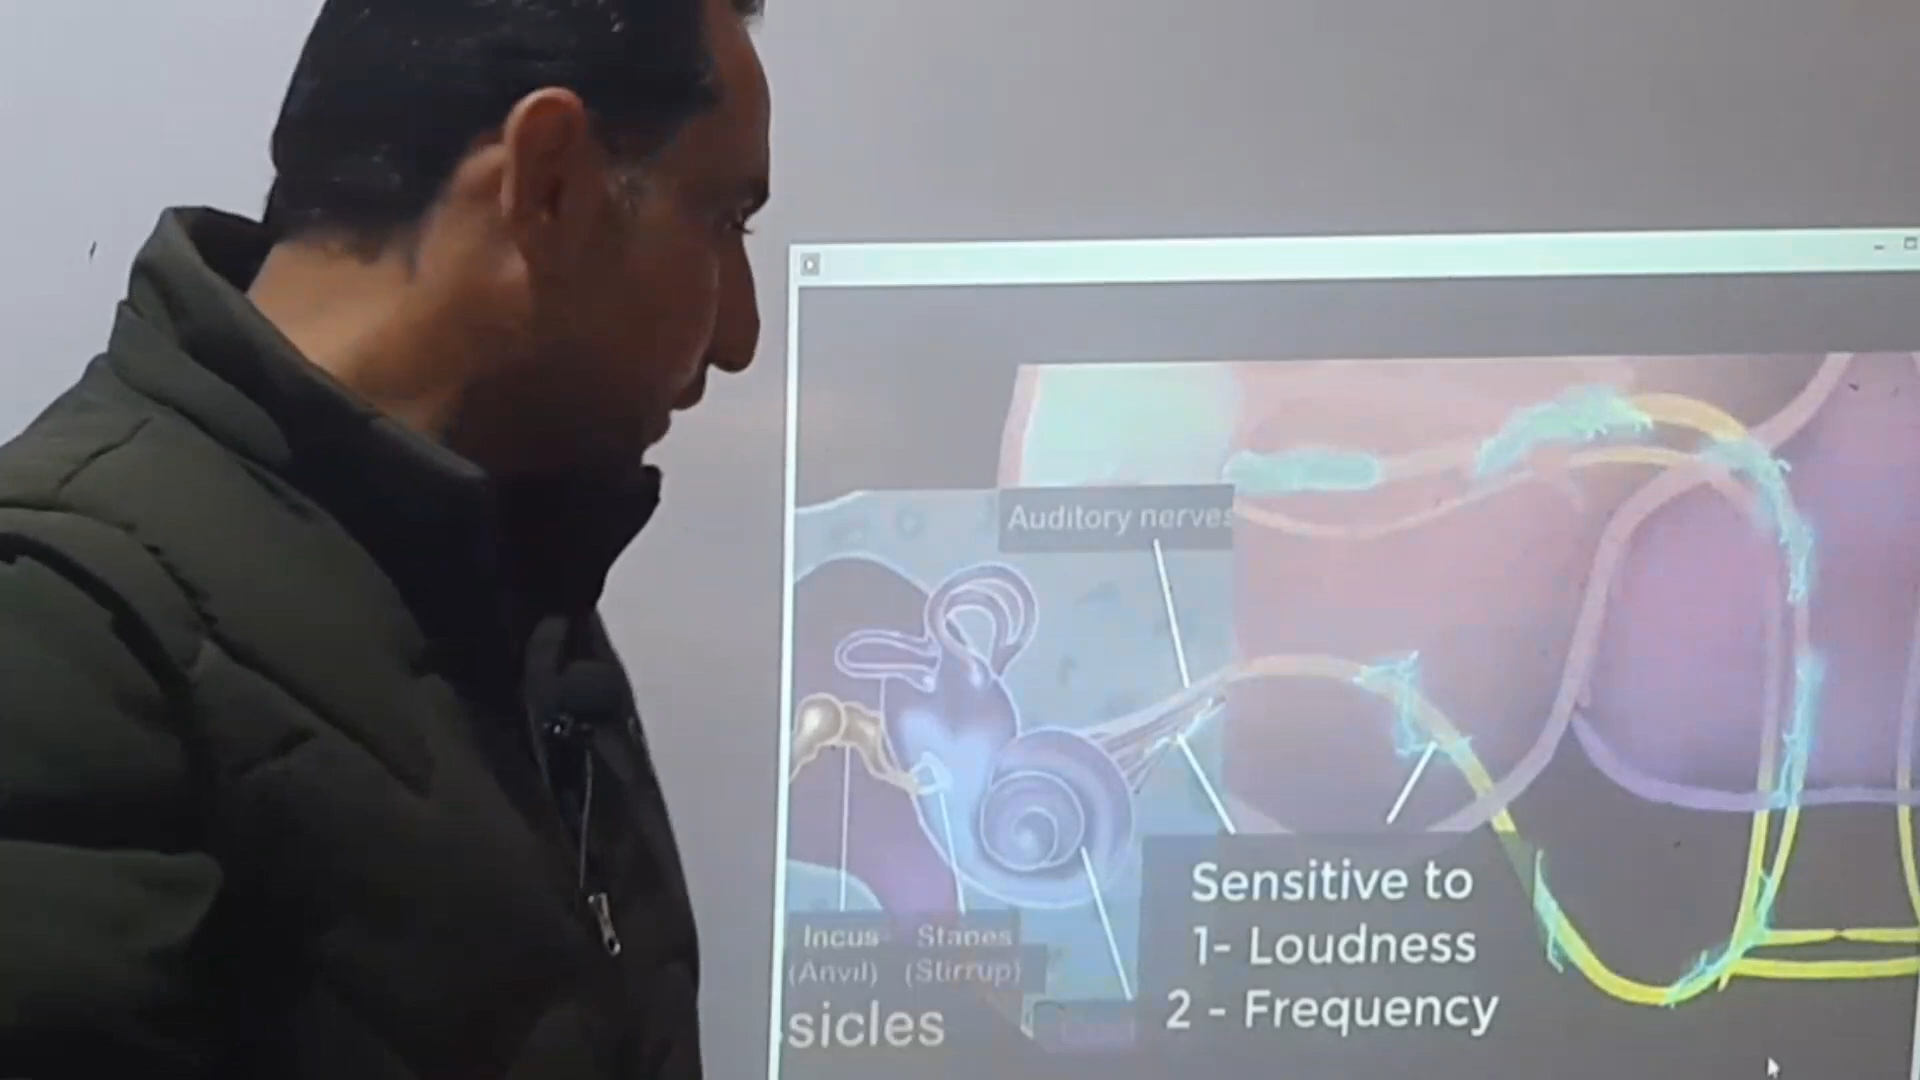 Auditory nerves
Incus Stapes
(Anvil) (Stirrup)
sicles
Sensitive to
1- Loudness
2 - Frequency